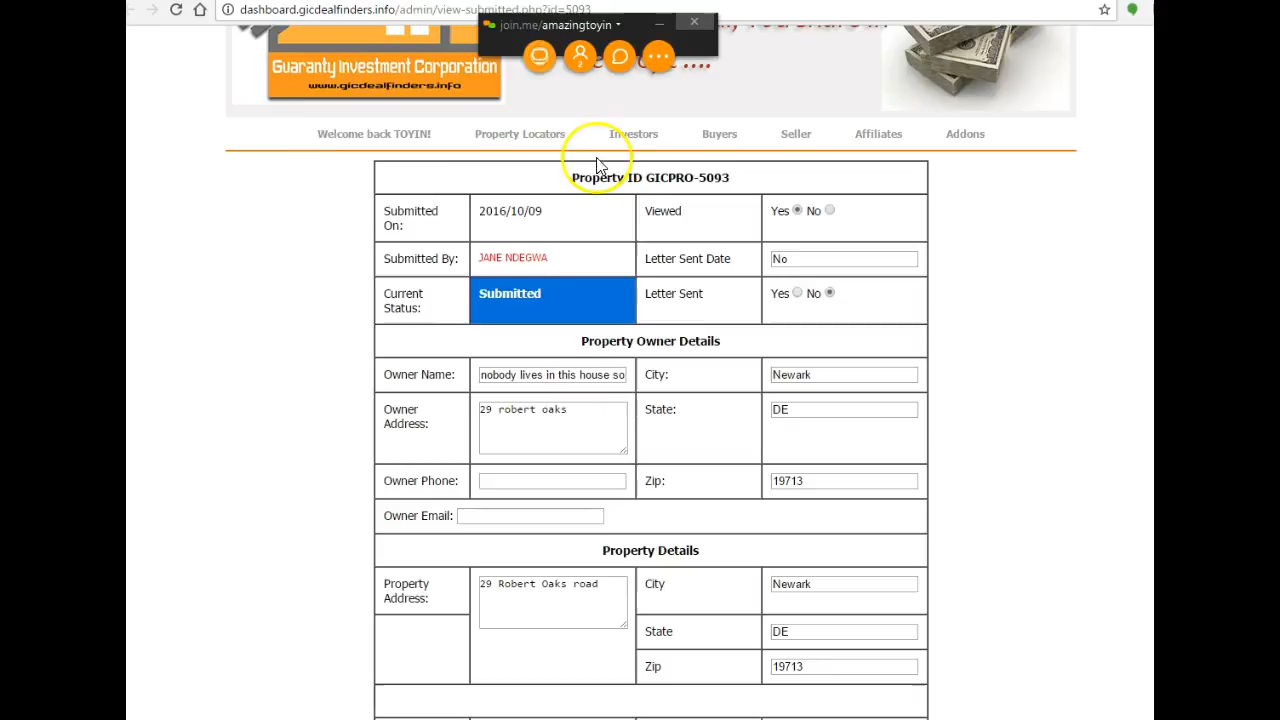 dashboard.gicdealfinders.info/admin/view-submitted.php?id=5093
join.me/amazingtoyin
2
Guaranty Investment Corporation
www.gicdealfinders.info
Welcome back TOYIN! Property Locators Investors Buyers Seller Affiliates Addons
Property ID GICPRO-5093
Submitted On: 2016/10/09 Viewed Yes No
Submitted By: JANE NDEGWA Letter Sent Date No
Current Status: Submitted Letter Sent Yes No
Property Owner Details
Owner Name: nobody lives in this house so City: Newark
Owner Address: 29 robert oaks State: DE
Owner Phone: Zip: 19713
Owner Email:
Property Details
Property Address: 29 Robert Oaks road City Newark
State DE
Zip 19713